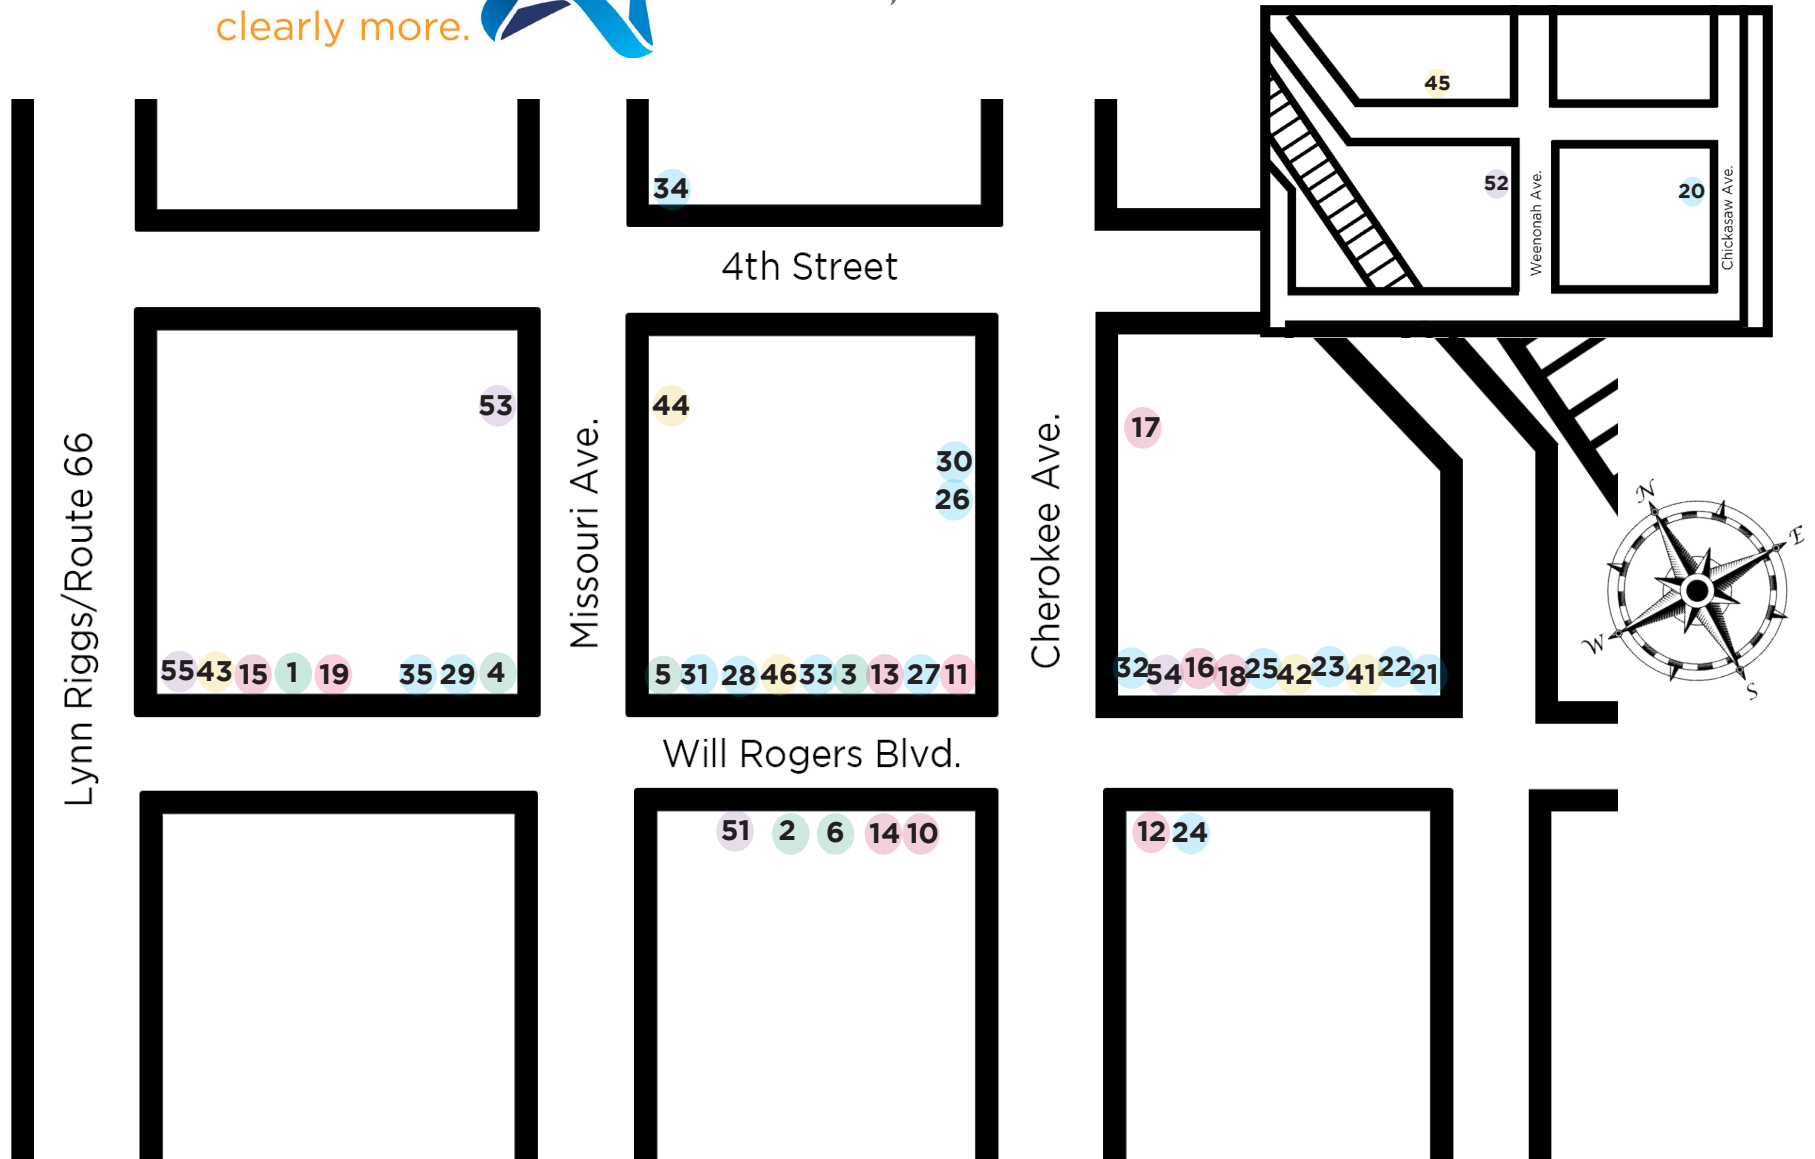 clearly more.
45
34
52
20
Weenonah Ave.
Chickasaw Ave.
4th Street
53
44
17
30
26
Lynn Riggs/Route 66
Missouri Ave.
Cherokee Ave.
N
E
W
S
55 43 15 1 19 35 29 4
5 31 28 46 33 3 13 27 11
32 54 16 18 25 42 23 41 22 21
Will Rogers Blvd.
51 2 6 14 10
12 24